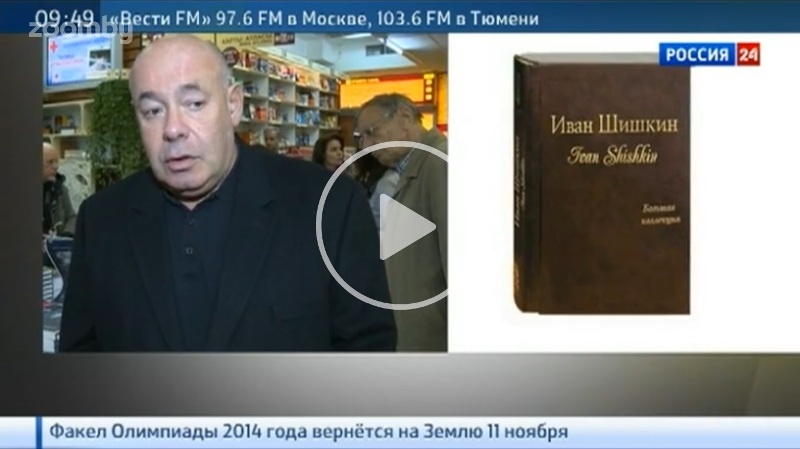 09:49 «Вести FM» 97.6 FM в Москве, 103.6 FM в Тюмени
zoomby
РОССИЯ 24
Иван Шишкин
Ivan Shishkin
Большая
коллекция
Факел Олимпиады 2014 года вернётся на Землю 11 ноября